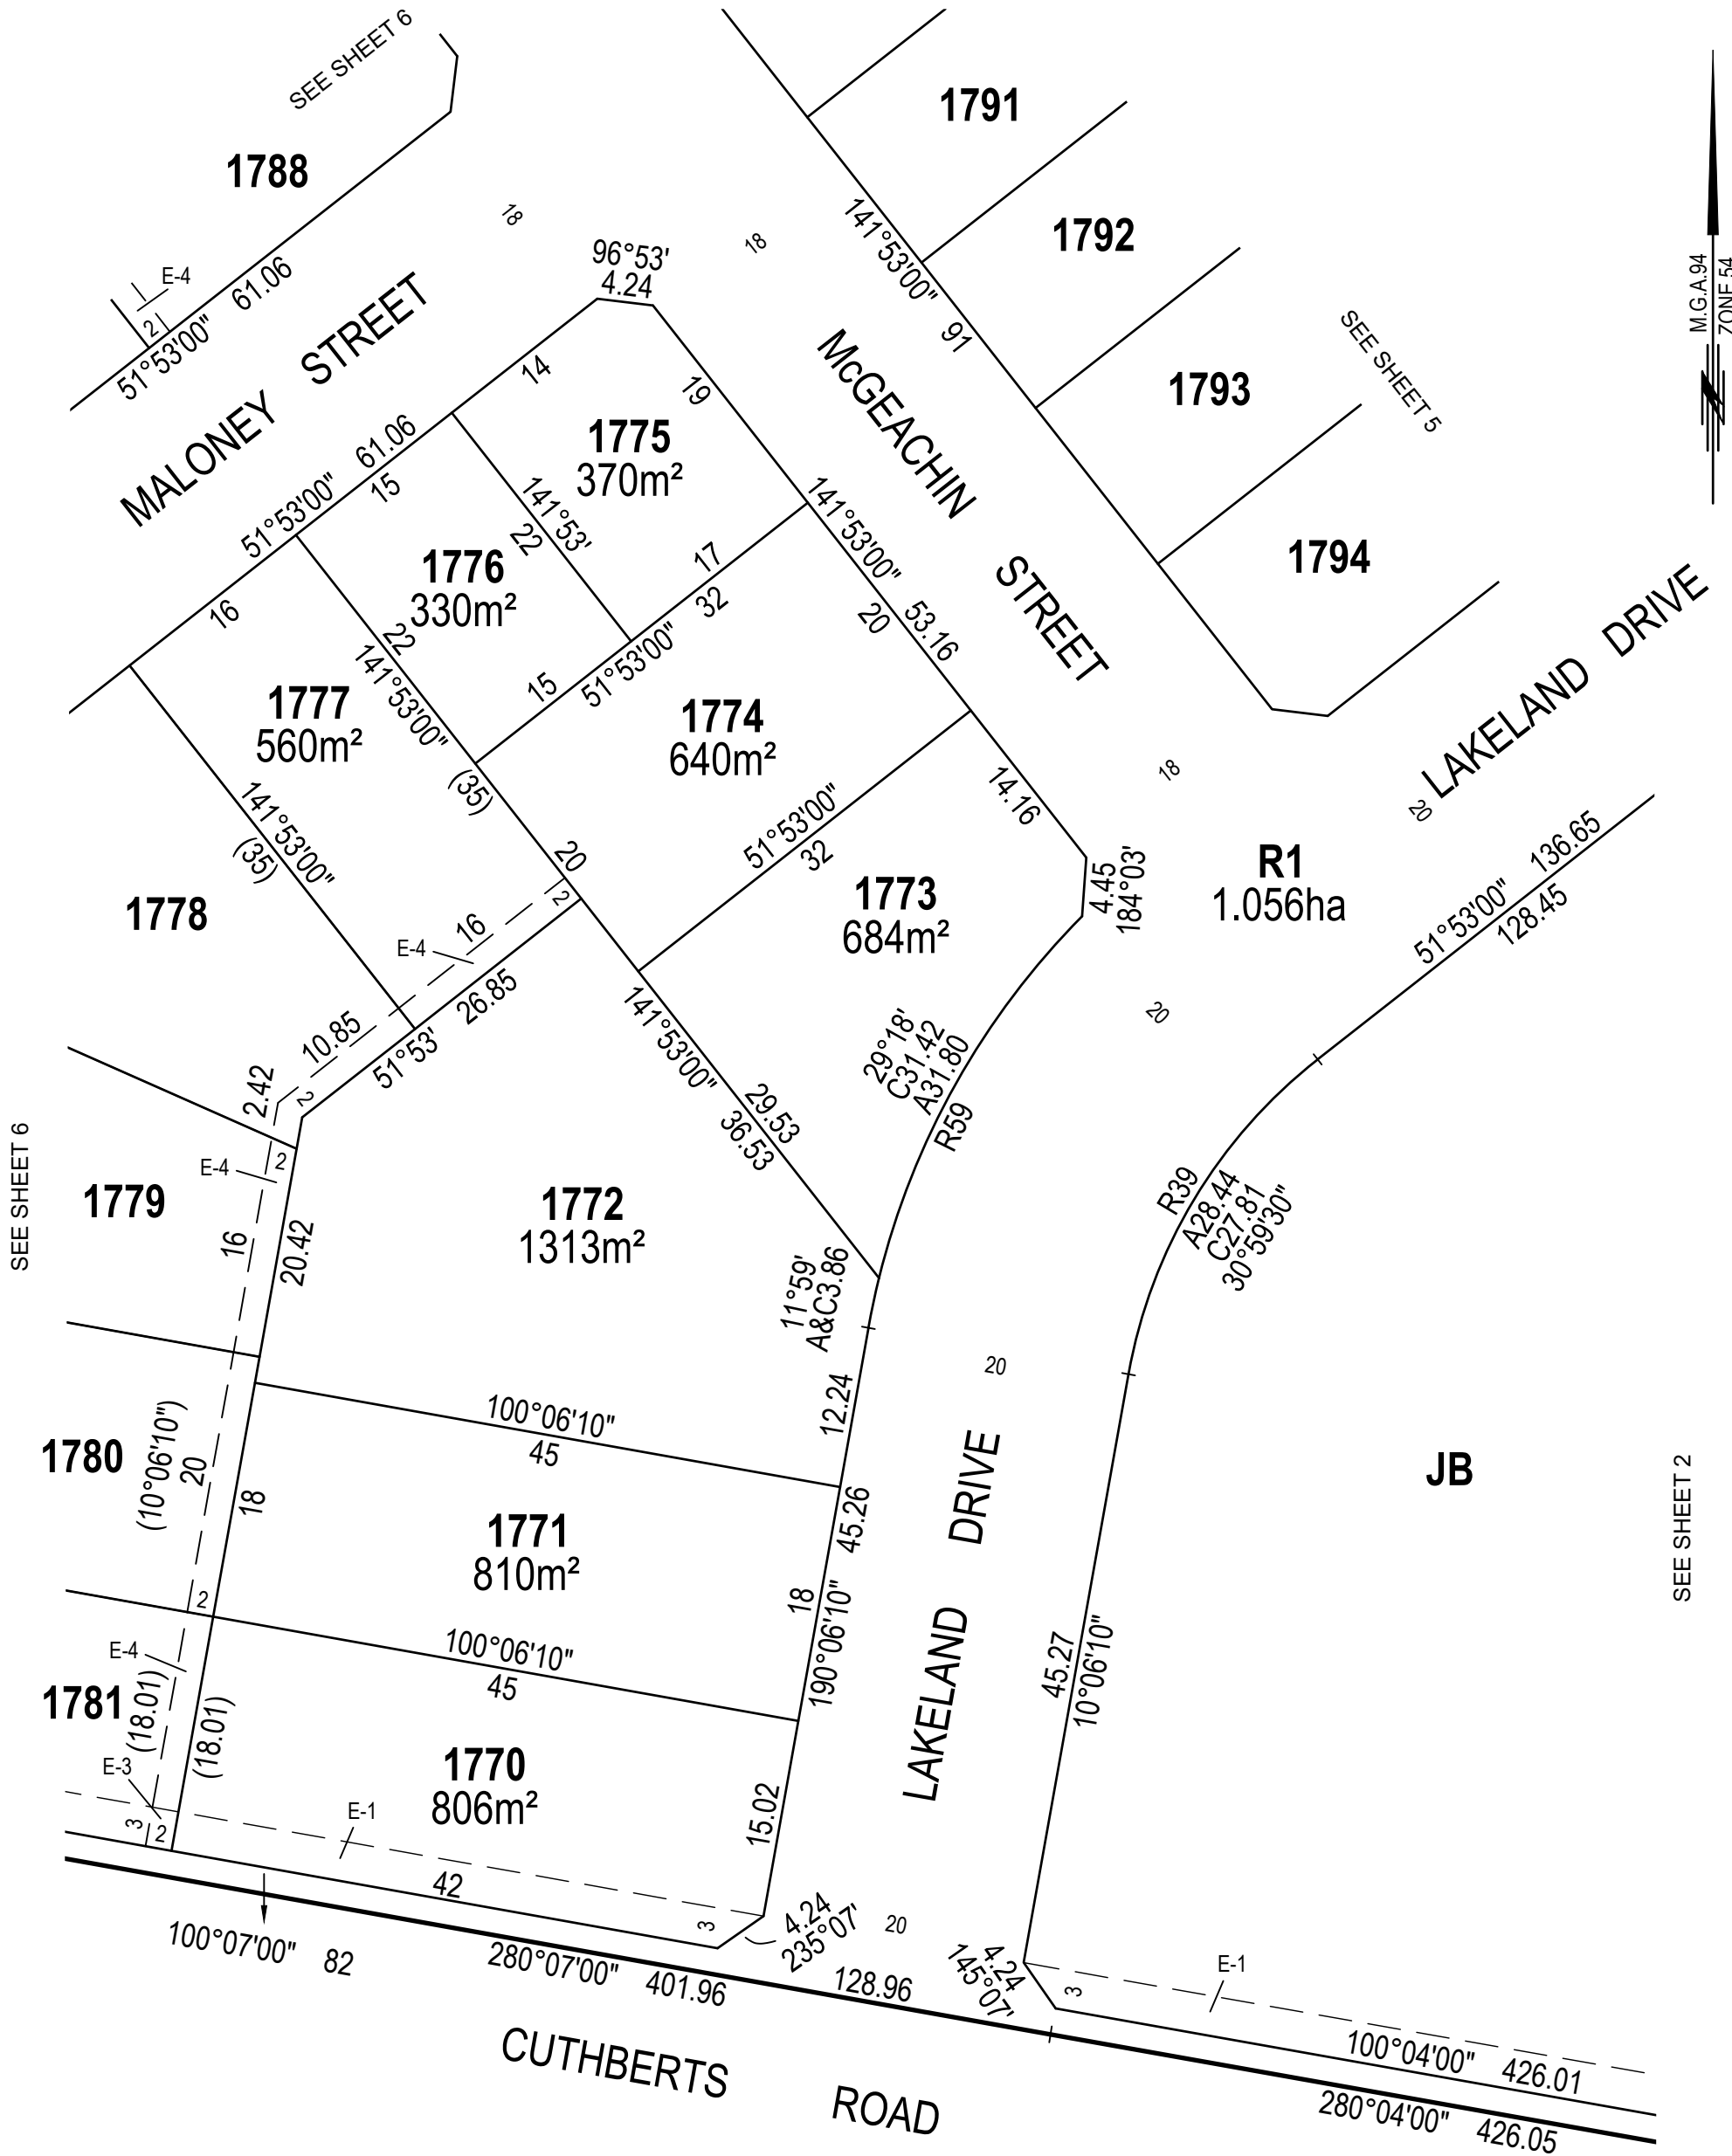 SEE SHEET 6
1788
E-4
2
51°53'00" 61.06
MALONEY STREET
18
96°53'
4.24
18
1791
1792
1793
1794
141°53'00" 91
SEE SHEET 5
M.G.A.94
ZONE 54
McGEACHIN STREET
14
19
1775
370m²
51°53'00" 61.06
15
141°53'
22
1776
330m²
17
32
15
51°53'00"
16
22
141°53'00"
(35)
1777
560m²
141°53'00"
(35)
1778
141°53'00" 53.16
20
1774
640m²
20
51°53'00"
32
14.16
4.45
184°03'
1773
684m²
18
LAKELAND DRIVE
20
R1
1.056ha
51°53'00" 136.65
128.45
20
2
16
E-4
10.85
51°53' 26.85
2.42
2
141°53'00" 29.53
36.53
29°18'
C31.42
A31.80
R59
R39
A28.44
C27.81
30°59'30"
SEE SHEET 6
1779
E-4
2
16
20.42
1772
1313m²
11°59'
A&C3.86
12.24
20
100°06'10"
45
1780
(10°06'10")
20
18
1771
810m²
45.26
18
190°06'10"
LAKELAND DRIVE
JB
SEE SHEET 2
2
E-4
1781
(18.01)
(18.01)
100°06'10"
45
1770
806m²
15.02
45.27
10°06'10"
E-3
3
2
E-1
42
3
4.24
235°07'
20
4.24
145°07'
3
E-1
100°07'00" 82
280°07'00" 401.96
128.96
100°04'00" 426.01
280°04'00" 426.05
CUTHBERTS ROAD